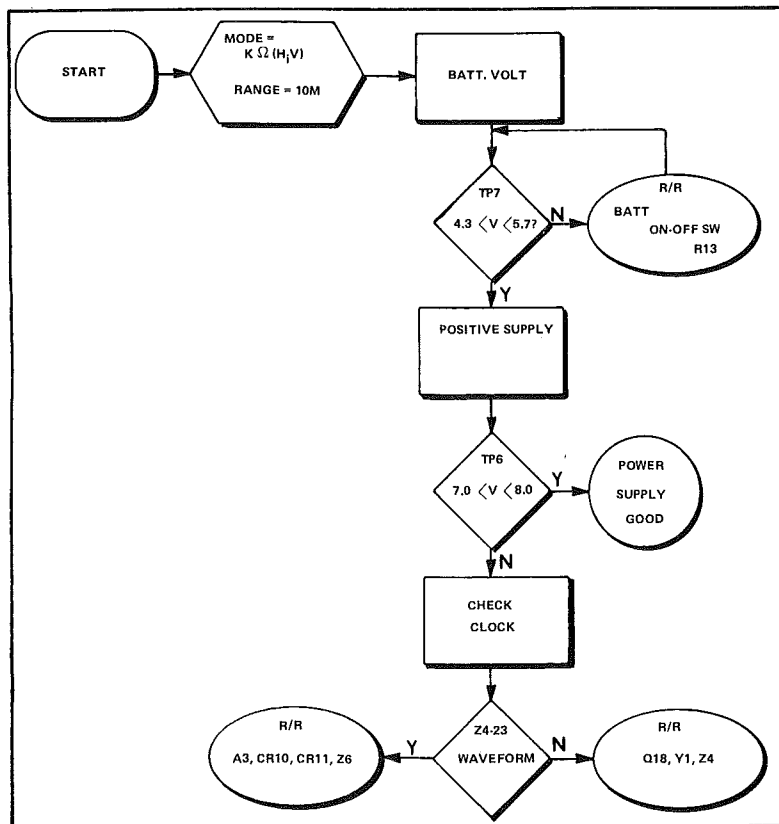 START
MODE =
K Ω (HiV)
RANGE = 10M
BATT. VOLT
TP7
4.3 < V < 5.7?
N
R/R
BATT
ON-OFF SW
R13
Y
POSITIVE SUPPLY
TP6
7.0 < V < 8.0
Y
POWER
SUPPLY
GOOD
N
CHECK
CLOCK
R/R
A3, CR10, CR11, Z6
Y
Z4-23
WAVEFORM
N
R/R
Q18, Y1, Z4